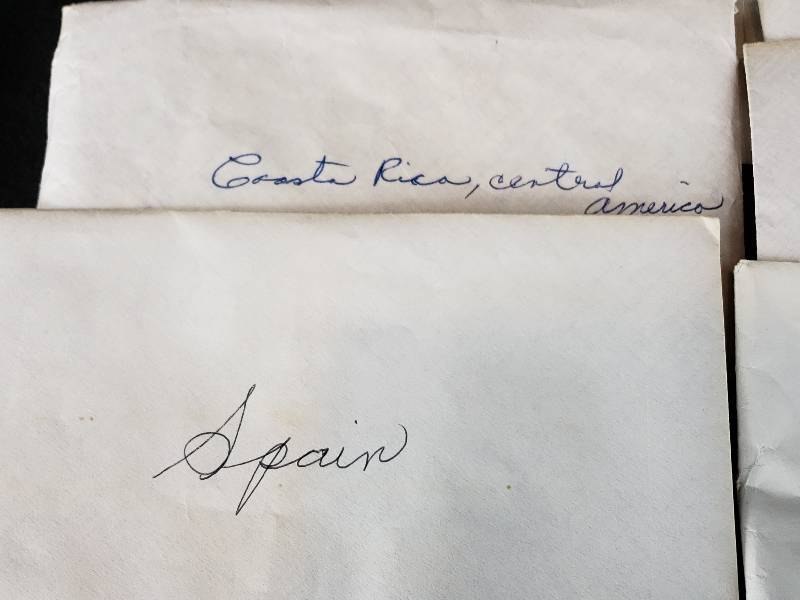 Coasta Rica, central
america
Spain